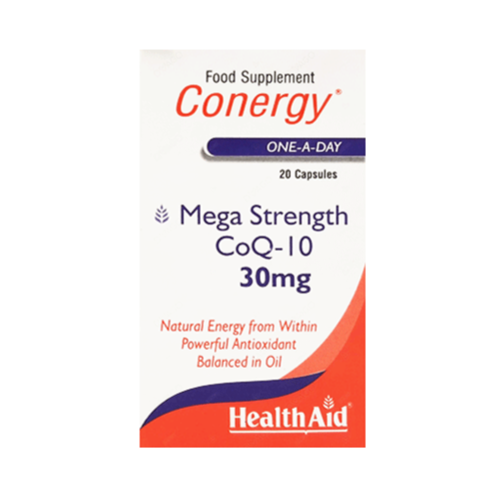 Food Supplement
Conergy®
ONE-A-DAY
20 Capsules
Mega Strength
CoQ-10
30mg
Natural Energy from Within
Powerful Antioxidant
Balanced in Oil
HealthAid®